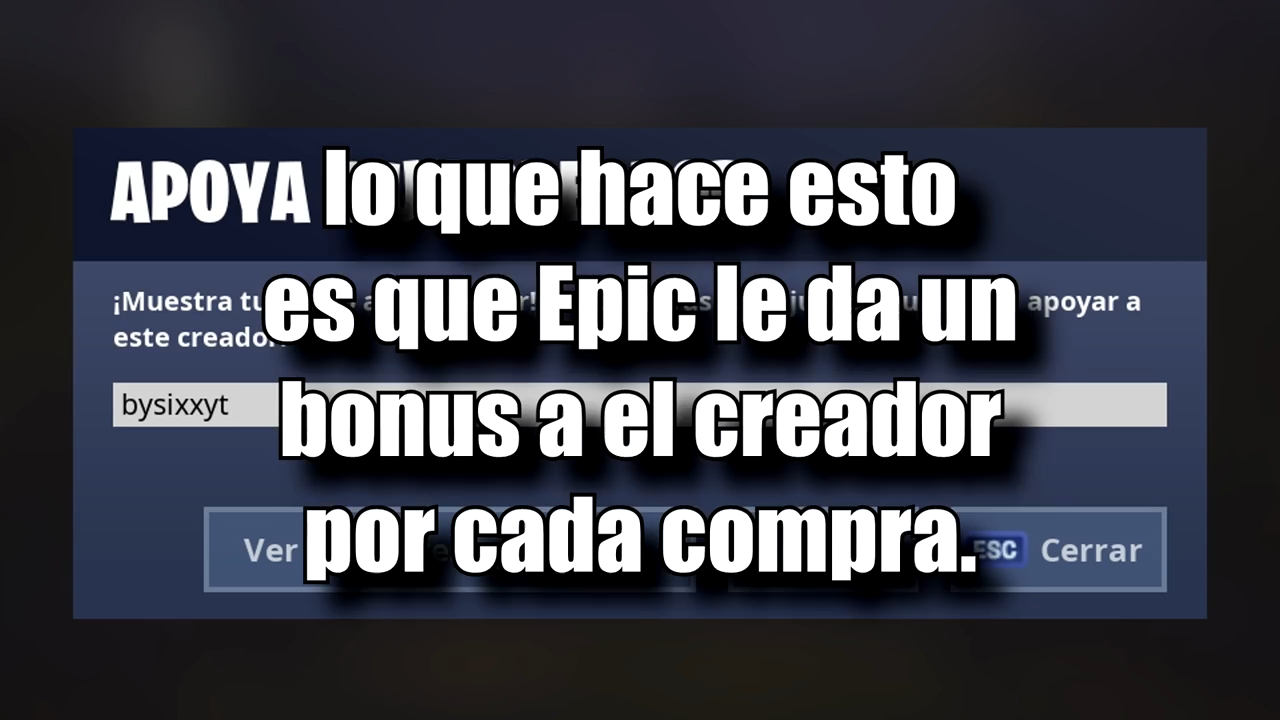 APOYA
lo que hace esto
es que Epic le da un
bonus a el creador
por cada compra.
¡Muestra tu apoyar a
este creador
bysixxyt
Ver
ESC Cerrar